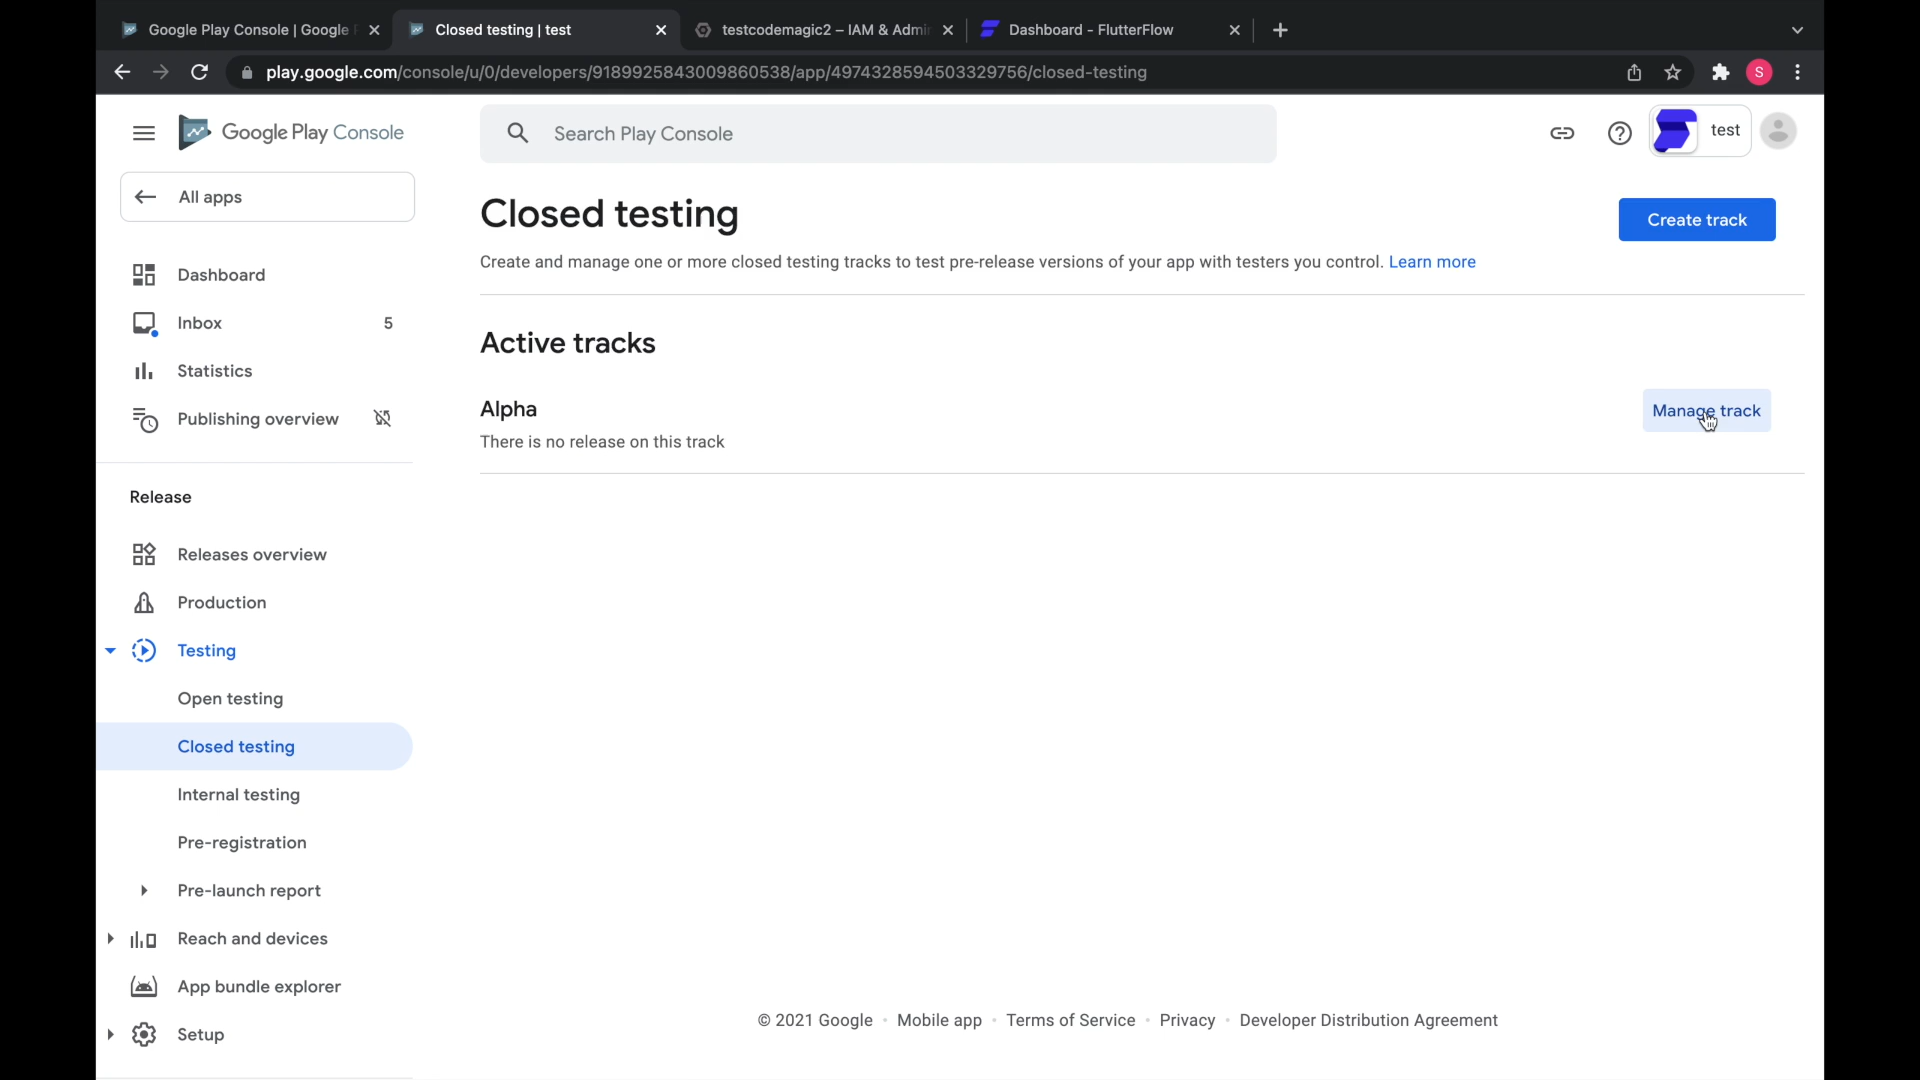 Google Play Console | Google
Closed testing | test
testcodemagic2 – IAM & Admi
Dashboard - FlutterFlow
play.google.com/console/u/0/developers/9189925843009860538/app/4974328594503329756/closed-testing
S
Google Play Console
Search Play Console
test
All apps
Closed testing
Create track
Create and manage one or more closed testing tracks to test pre-release versions of your app with testers you control. Learn more
Dashboard
Inbox 5
Statistics
Publishing overview
Active tracks
Alpha
Manage track
There is no release on this track
Release
Releases overview
Production
Testing
Open testing
Closed testing
Internal testing
Pre-registration
Pre-launch report
Reach and devices
App bundle explorer
Setup
© 2021 Google · Mobile app · Terms of Service · Privacy · Developer Distribution Agreement